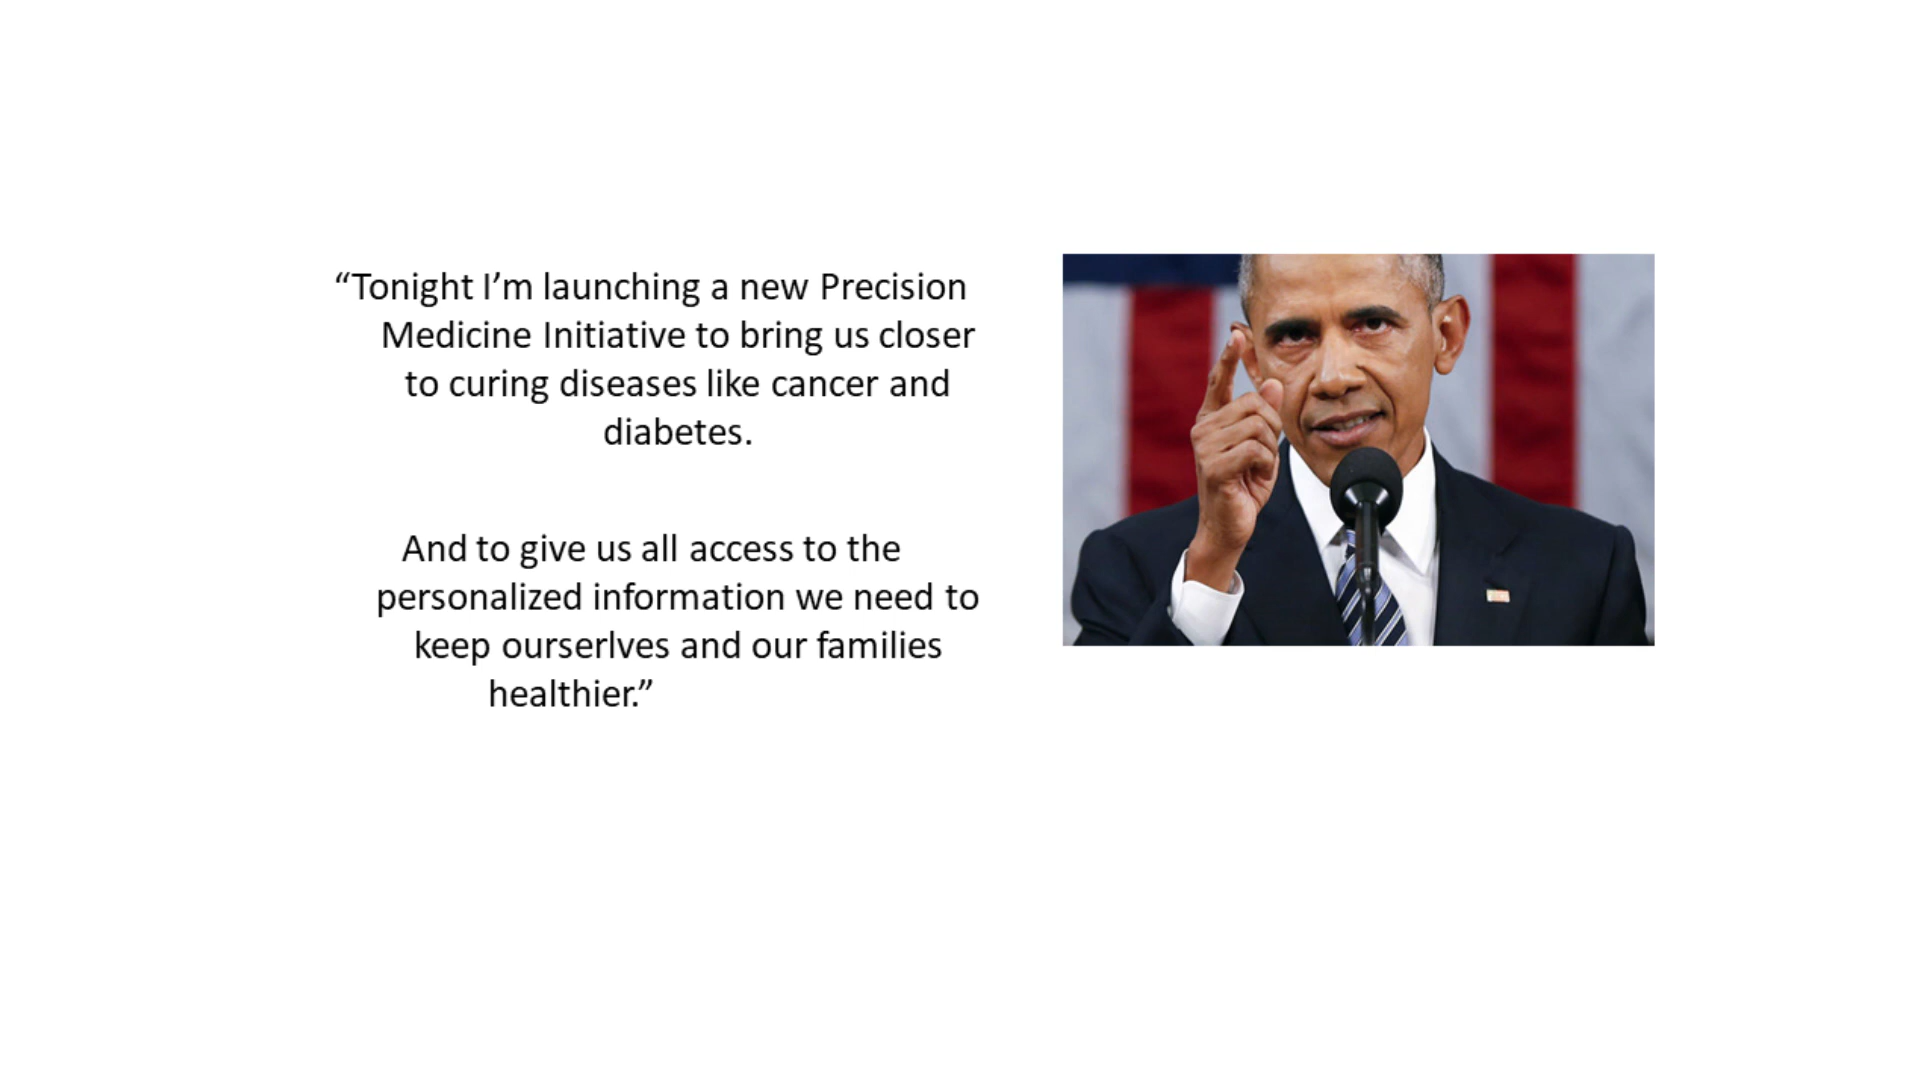 “Tonight I’m launching a new Precision
Medicine Initiative to bring us closer
to curing diseases like cancer and
diabetes.
And to give us all access to the
personalized information we need to
keep ourserlves and our families
healthier.”